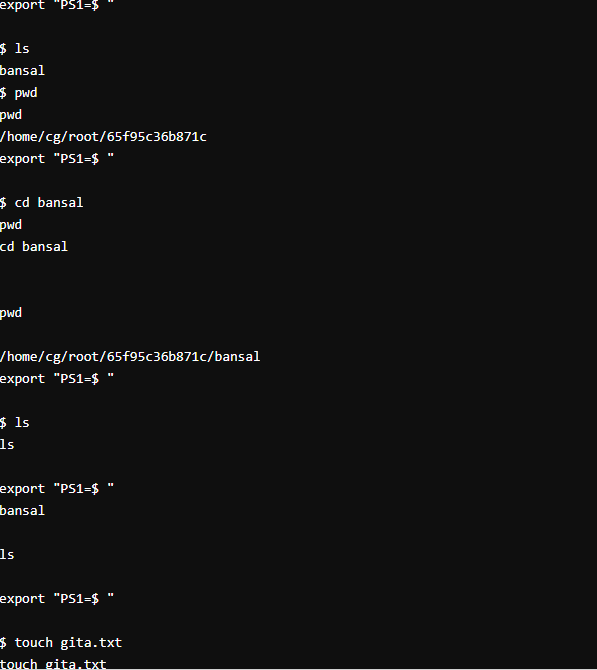 export "PS1=$ "
$ ls
bansal
$ pwd
pwd
/home/cg/root/65f95c36b871c
export "PS1=$ "
$ cd bansal
pwd
cd bansal
pwd
/home/cg/root/65f95c36b871c/bansal
export "PS1=$ "
$ ls
ls
export "PS1=$ "
bansal
ls
export "PS1=$ "
$ touch gita.txt
touch gita.txt